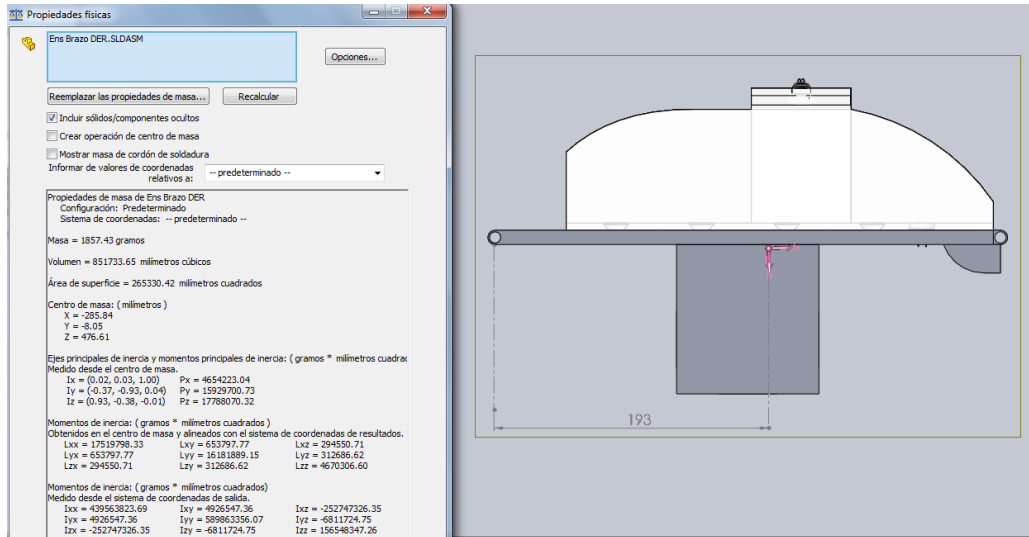 Propiedades físicas
Ens Brazo DER.SLDASM
Opciones...
Reemplazar las propiedades de masa... Recalcular
Incluir sólidos/componentes ocultos
Crear operación de centro de masa
Mostrar masa de cordón de soldadura
Informar de valores de coordenadas
relativos a: -- predeterminado --
Propiedades de masa de Ens Brazo DER
Configuración: Predeterminado
Sistema de coordenadas: -- predeterminado --
Masa = 1857.43 gramos
Volumen = 851733.65 milímetros cúbicos
Área de superficie = 265330.42 milímetros cuadrados
Centro de masa: ( milímetros )
X = -285.84
Y = -8.05
Z = 476.61
Ejes principales de inercia y momentos principales de inercia: ( gramos * milímetros cuadrac
Medido desde el centro de masa.
Ix = (0.02, 0.03, 1.00) Px = 4654223.04
Iy = (-0.37, -0.93, 0.04) Py = 15929700.73
Iz = (0.93, -0.38, -0.01) Pz = 17788070.32
Momentos de inercia: ( gramos * milímetros cuadrados )
Obtenidos en el centro de masa y alineados con el sistema de coordenadas de resultados.
Lxx = 17519798.33 Lxy = 653797.77 Lxz = 294550.71
Lyx = 653797.77 Lyy = 16181889.15 Lyz = 312686.62
Lzx = 294550.71 Lzy = 312686.62 Lzz = 4670306.60
Momentos de inercia: ( gramos * milímetros cuadrados)
Medido desde el sistema de coordenadas de salida.
Ixx = 439563823.69 Ixy = 4926547.36 Ixz = -252747326.35
Iyx = 4926547.36 Iyy = 589863356.07 Iyz = -6811724.75
Izx = -252747326.35 Izy = -6811724.75 Izz = 156548347.26
193